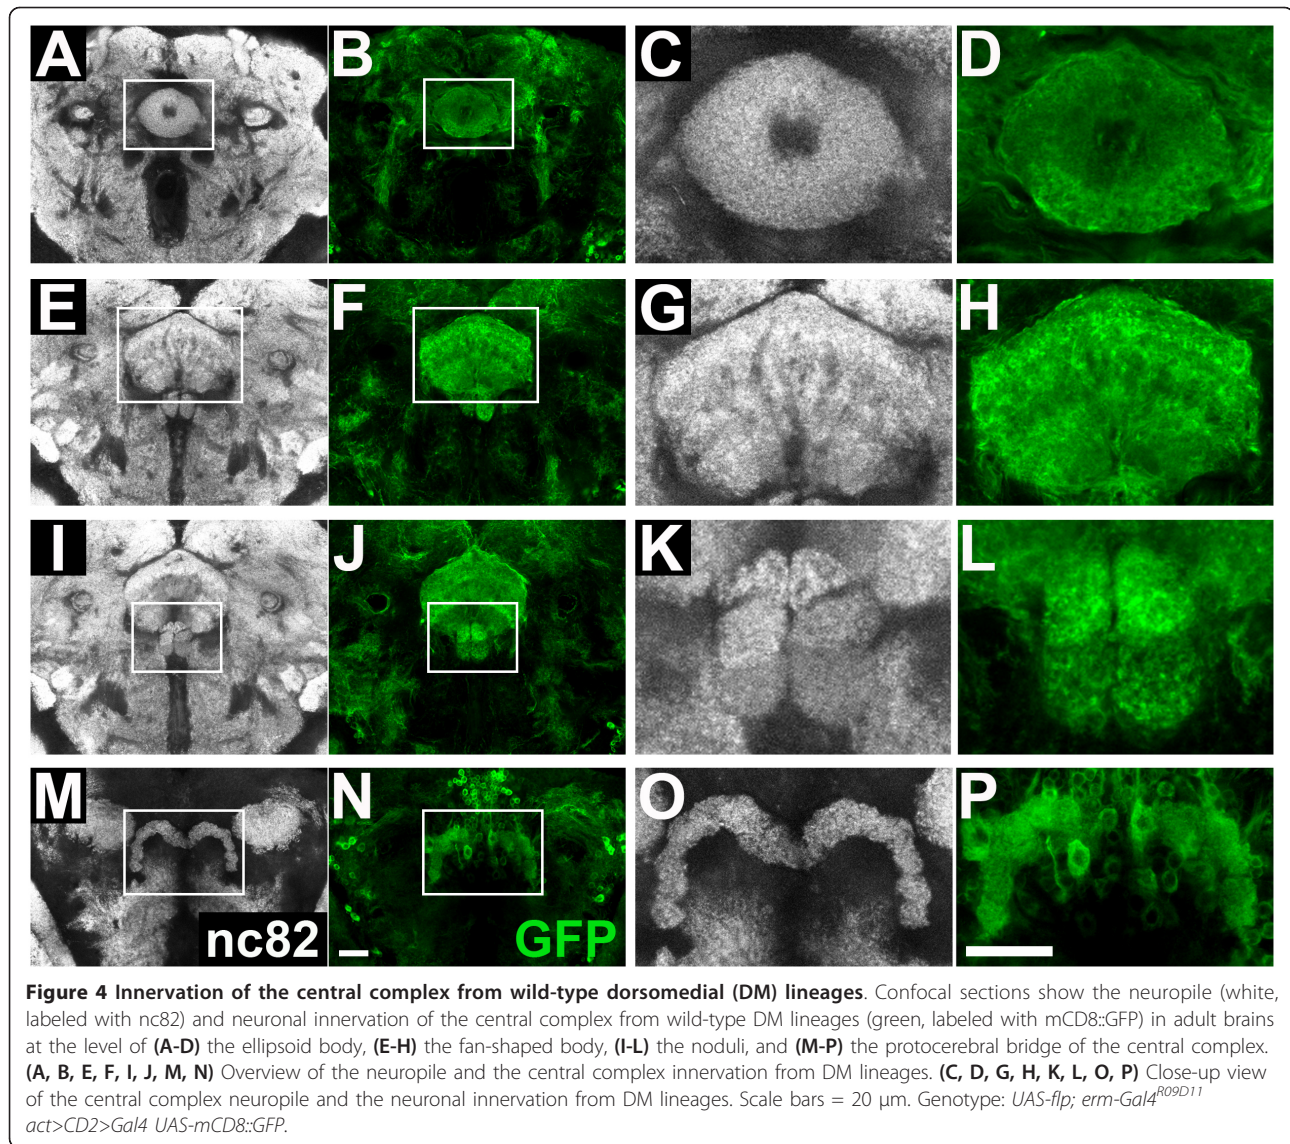 A B C D
E F G H
I J K L
M N O P
nc82 GFP
Figure 4 Innervation of the central complex from wild-type dorsomedial (DM) lineages. Confocal sections show the neuropile (white,
labeled with nc82) and neuronal innervation of the central complex from wild-type DM lineages (green, labeled with mCD8::GFP) in adult brains
at the level of (A-D) the ellipsoid body, (E-H) the fan-shaped body, (I-L) the noduli, and (M-P) the protocerebral bridge of the central complex.
(A, B, E, F, I, J, M, N) Overview of the neuropile and the central complex innervation from DM lineages. (C, D, G, H, K, L, O, P) Close-up view
of the central complex neuropile and the neuronal innervation from DM lineages. Scale bars = 20 μm. Genotype: UAS-flp; erm-Gal4R09D11
act>CD2>Gal4 UAS-mCD8::GFP.